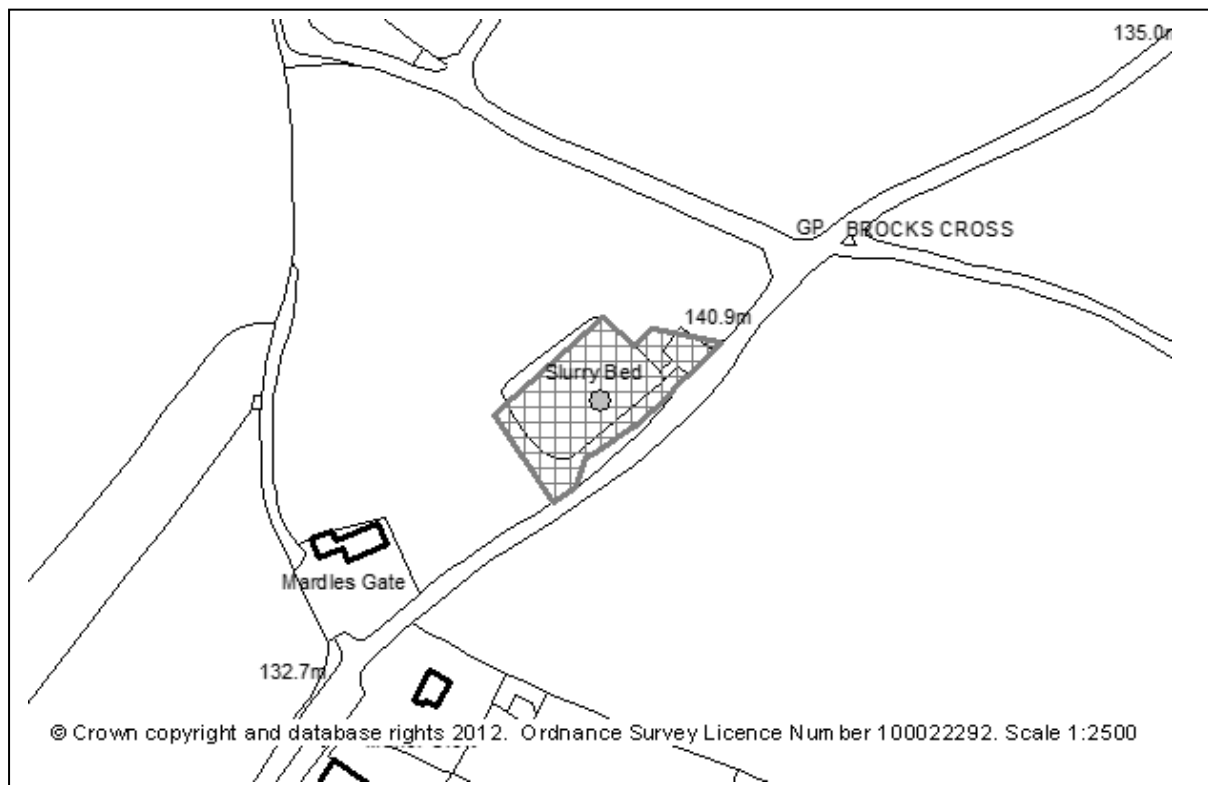 135.0m
GP BROCKS CROSS
140.9m
Slurry Bed
Mardles Gate
132.7m
© Crown copyright and database rights 2012. Ordnance Survey Licence Number 100022292. Scale 1:2500